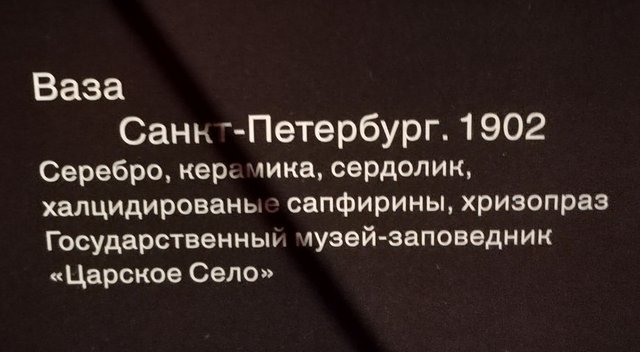 Ваза
Санкт-Петербург. 1902
Серебро, керамика, сердолик,
халцидированые сапфирины, хризопраз
Государственный музей-заповедник
«Царское Село»